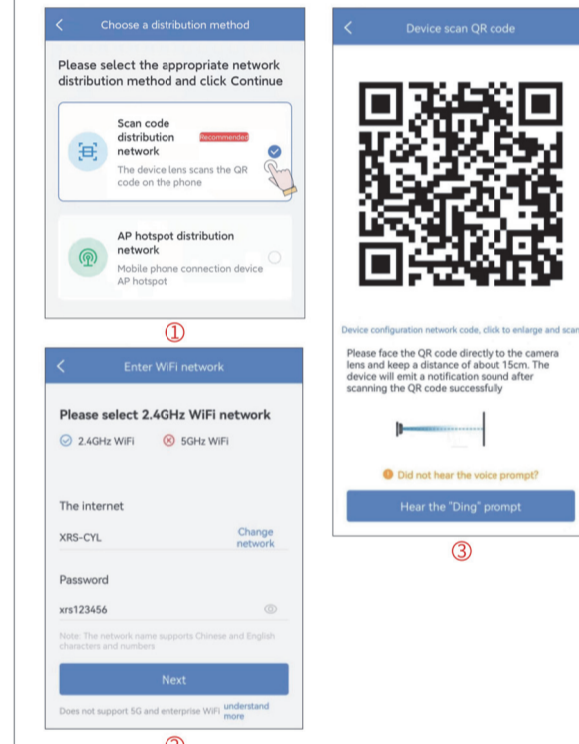 Choose a distribution method
Please select the appropriate network
distribution method and click Continue
Scan code
distribution
network
Recommended
The device lens scans the QR
code on the phone
AP hotspot distribution
network
Mobile phone connection device
AP hotspot
①
Enter WiFi network
Please select 2.4GHz WiFi network
2.4GHz WiFi
5GHz WiFi
The internet
XRS-CYL
Change
network
Password
xrs123456
Note: The network name supports Chinese and English
characters and numbers
Next
Does not support 5G and enterprise WiFi
understand
more
②
Device scan QR code
Device configuration network code, click to enlarge and scan
Please face the QR code directly to the camera
lens and keep a distance of about 15cm. The
device will emit a notification sound after
scanning the QR code successfully
Did not hear the voice prompt?
Hear the "Ding" prompt
③